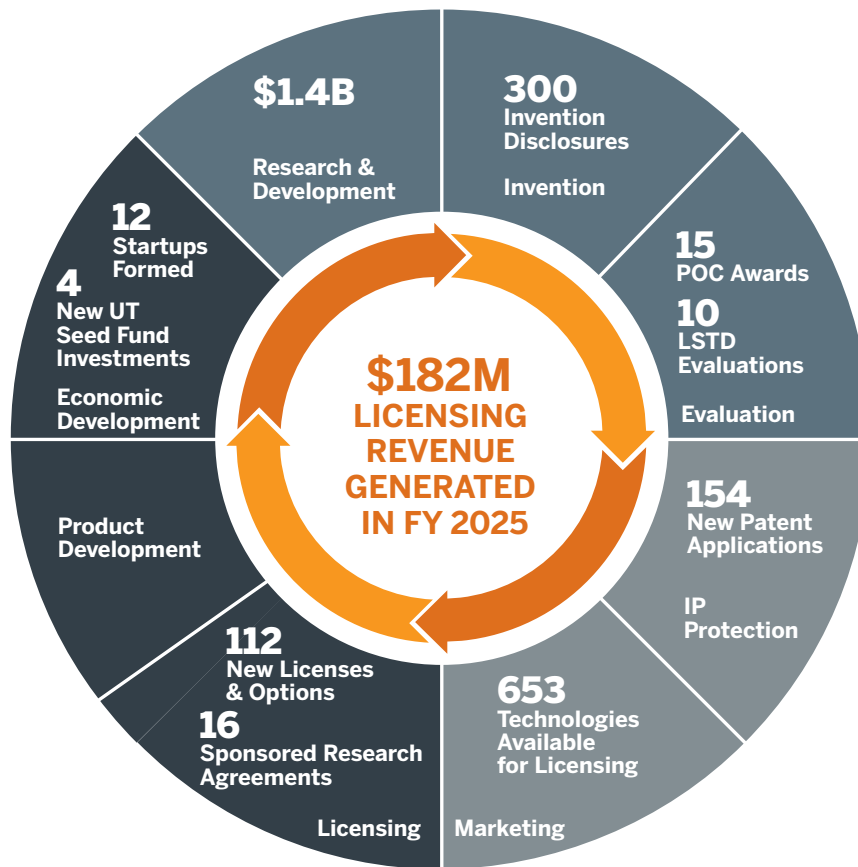 $1.4B
Research &
Development
300
Invention
Disclosures
Invention
15
POC Awards
10
LSTD
Evaluations
Evaluation
154
New Patent
Applications
IP
Protection
653
Technologies
Available
for Licensing
Marketing
112
New Licenses
& Options
16
Sponsored Research
Agreements
Licensing
Product
Development
12
Startups
Formed
4
New UT
Seed Fund
Investments
Economic
Development
$182M
LICENSING
REVENUE
GENERATED
IN FY 2025